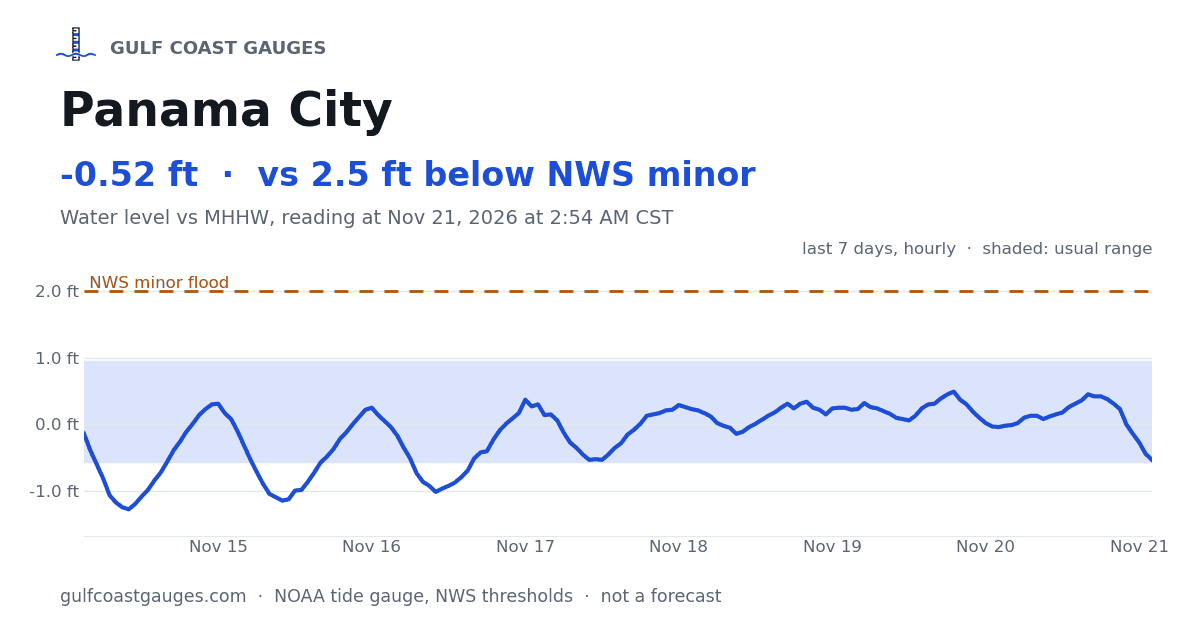 GULF COAST GAUGES
Panama City
-0.52 ft · vs 2.5 ft below NWS minor
Water level vs MHHW, reading at Nov 21, 2026 at 2:54 AM CST
last 7 days, hourly · shaded: usual range
NWS minor flood
2.0 ft
1.0 ft
0.0 ft
-1.0 ft
Nov 15 Nov 16 Nov 17 Nov 18 Nov 19 Nov 20 Nov 21
gulfcoastgauges.com · NOAA tide gauge, NWS thresholds · not a forecast